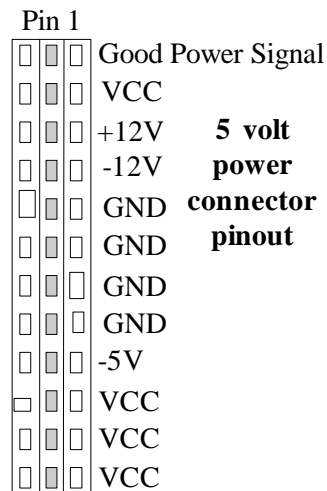 Pin 1
Good Power Signal
VCC
+12V
-12V
GND
GND
GND
GND
-5V
VCC
VCC
VCC
5 volt
power
connector
pinout